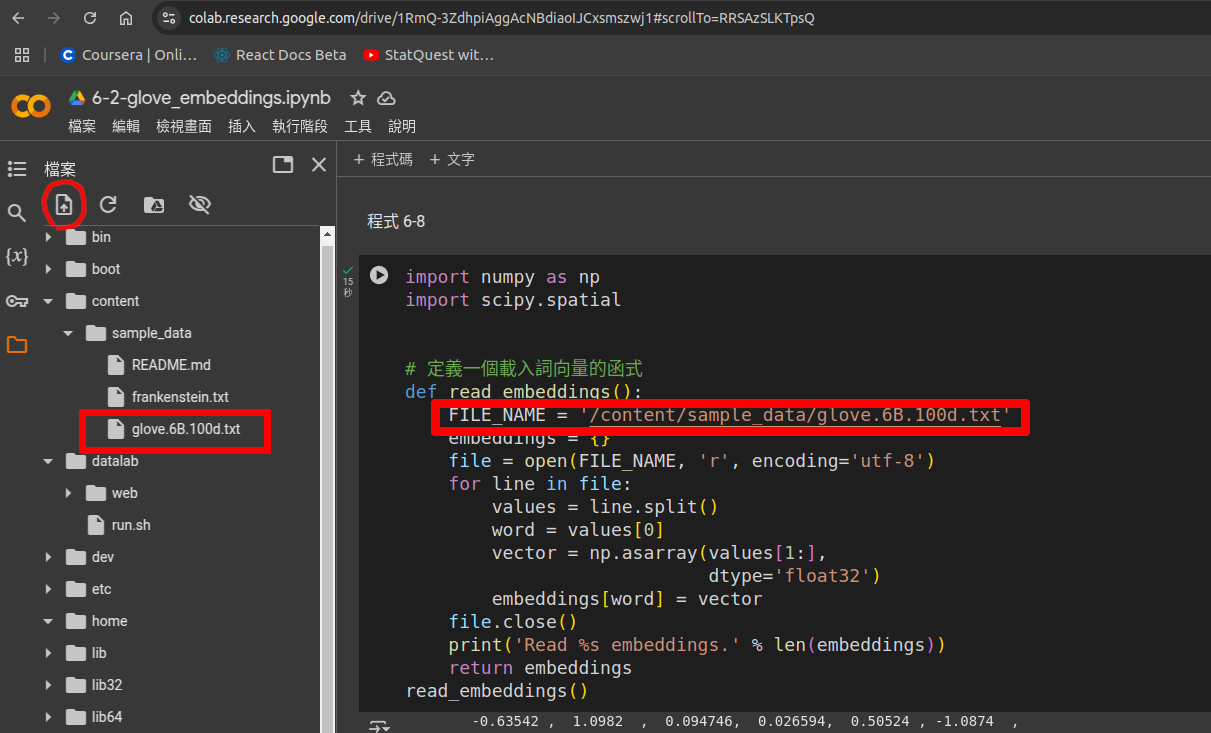 colab.research.google.com/drive/1RmQ-3ZdhpiAggAcNBdiaoIJCxsmszwj1#scrollTo=RRSAzSLKTpsQ
Coursera | Onli... React Docs Beta StatQuest wit...
6-2-glove_embeddings.ipynb
檔案 編輯 檢視畫面 插入 執行階段 工具 說明
檔案
bin
boot
content
sample_data
README.md
frankenstein.txt
glove.6B.100d.txt
datalab
web
run.sh
dev
etc
home
lib
lib32
lib64
+ 程式碼 + 文字
程式 6-8
15
秒
import numpy as np
import scipy.spatial
# 定義一個載入詞向量的函式
def read_embeddings():
FILE_NAME = '/content/sample_data/glove.6B.100d.txt'
embeddings = {}
file = open(FILE_NAME, 'r', encoding='utf-8')
for line in file:
values = line.split()
word = values[0]
vector = np.asarray(values[1:],
dtype='float32')
embeddings[word] = vector
file.close()
print('Read %s embeddings.' % len(embeddings))
return embeddings
read_embeddings()
-0.63542 , 1.0982 , 0.094746, 0.026594, 0.50524 , -1.0874 ,